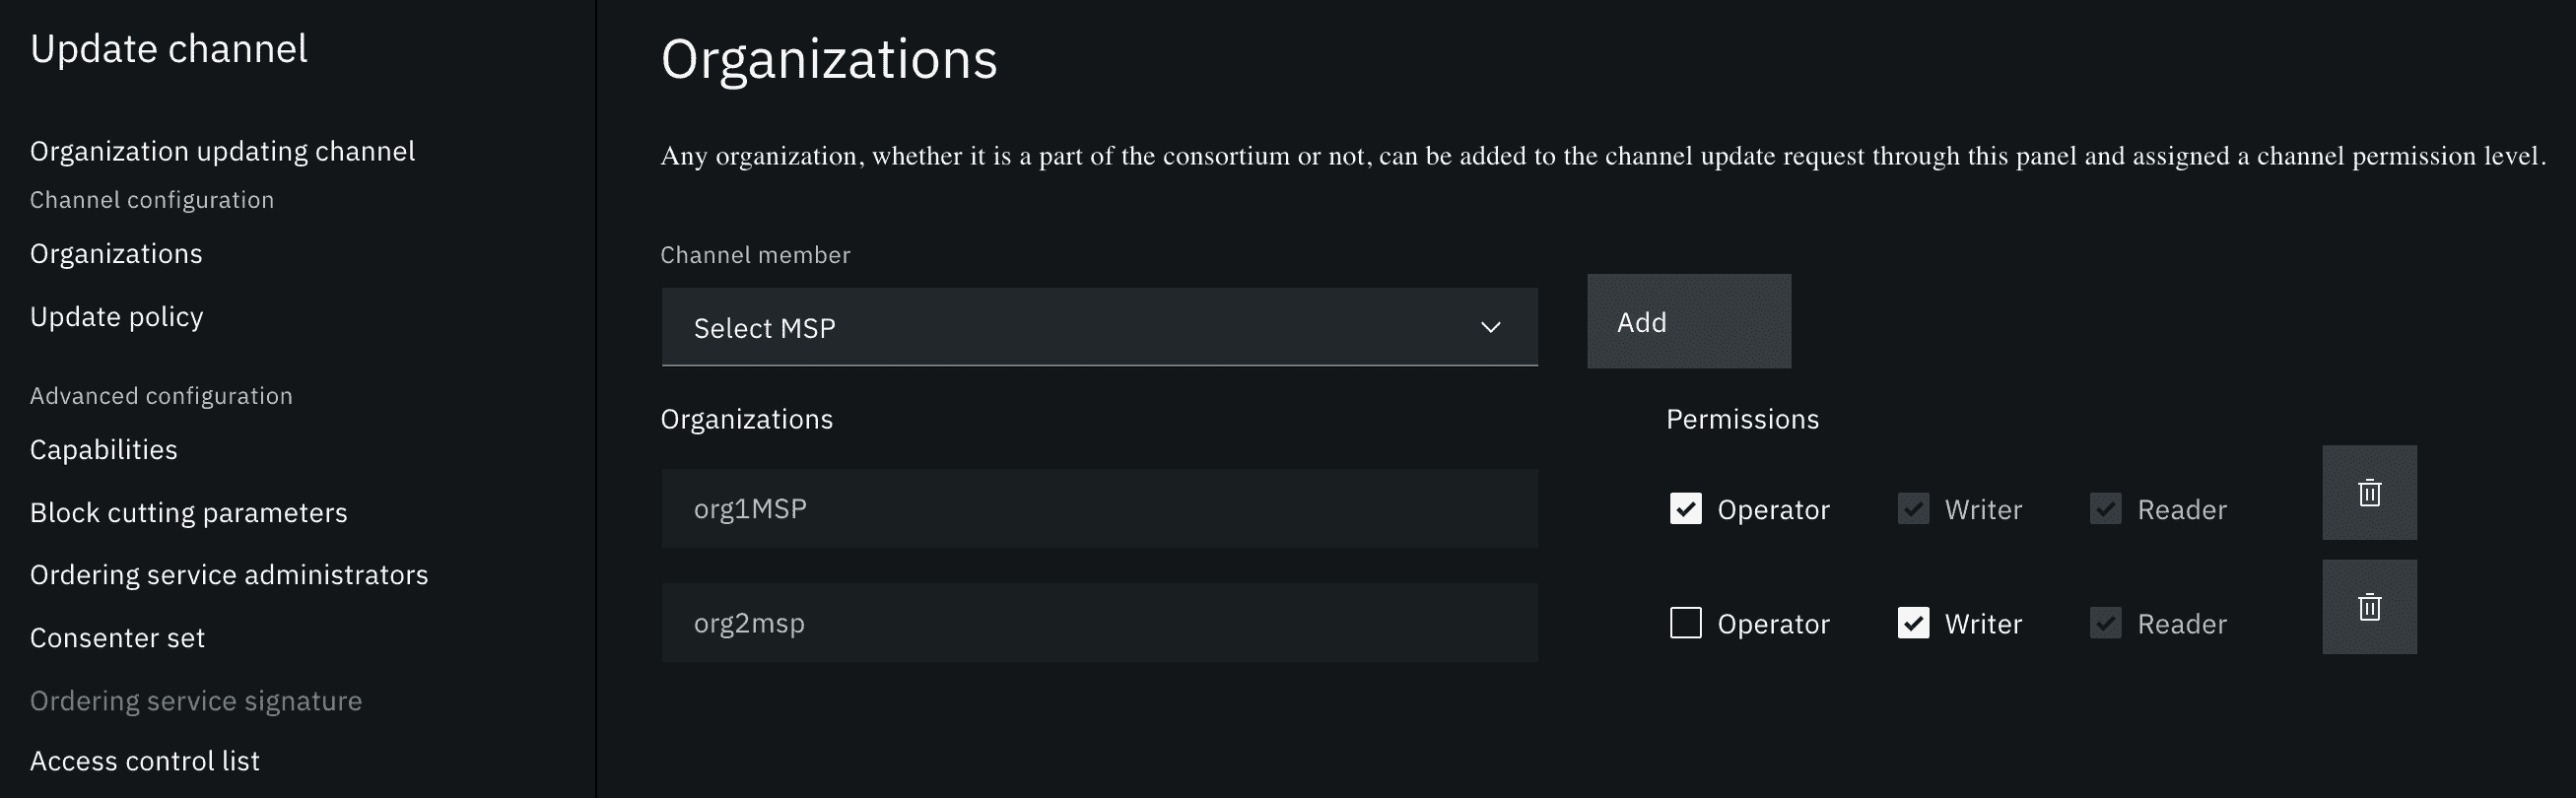 Update channel
Organization updating channel
Channel configuration
Organizations
Update policy
Advanced configuration
Capabilities
Block cutting parameters
Ordering service administrators
Consenter set
Ordering service signature
Access control list
Organizations
Any organization, whether it is a part of the consortium or not, can be added to the channel update request through this panel and assigned a channel permission level.
Channel member
Select MSP
Add
Organizations Permissions
org1MSP Operator Writer Reader
org2msp Operator Writer Reader